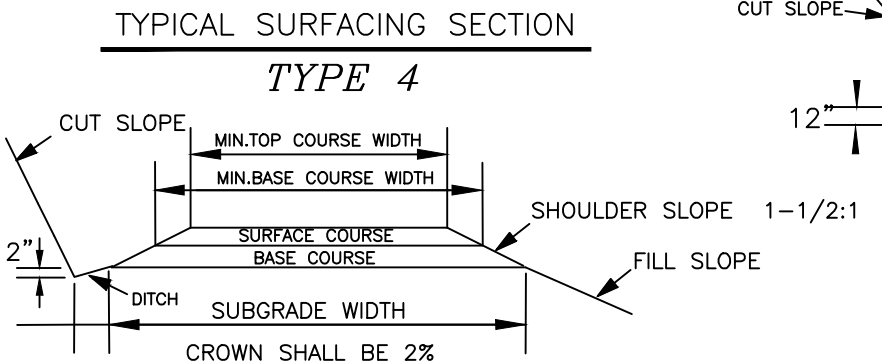 TYPICAL SURFACING SECTION
TYPE 4
CUT SLOPE
12"
CUT SLOPE
MIN.TOP COURSE WIDTH
MIN.BASE COURSE WIDTH
SHOULDER SLOPE 1-1/2:1
SURFACE COURSE
BASE COURSE
FILL SLOPE
2"
DITCH
SUBGRADE WIDTH
CROWN SHALL BE 2%